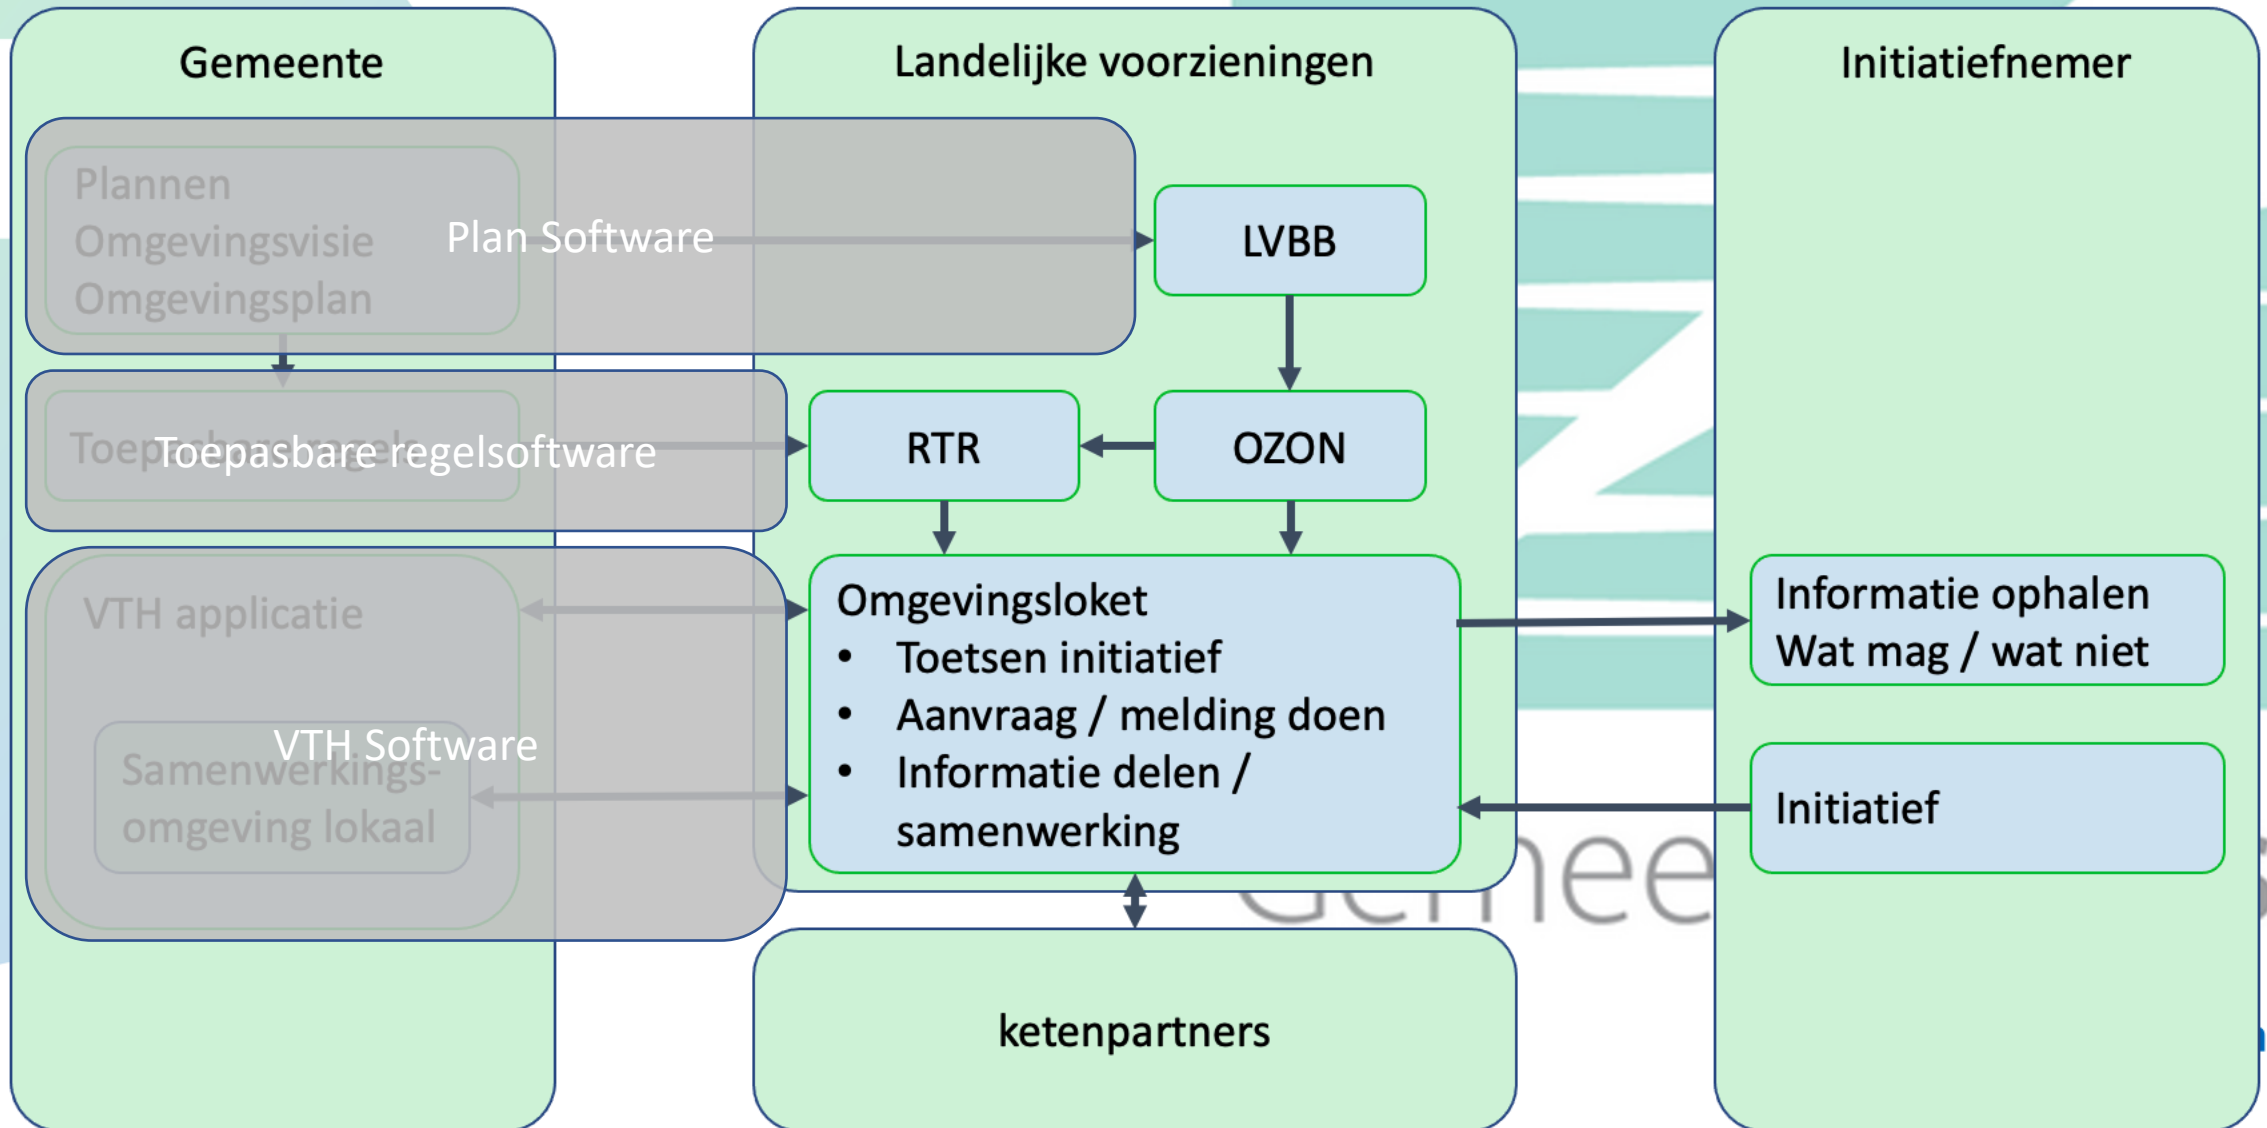 Gemeente
Plannen
Omgevingsvisie
Omgevingsplan
Plan Software
Toepasbare regels
Toepasbare regelsoftware
VTH applicatie
VTH Software
Samenwerkings-
omgeving lokaal
Landelijke voorzieningen
LVBB
RTR
OZON
Omgevingsloket
• Toetsen initiatief
• Aanvraag / melding doen
• Informatie delen /
samenwerking
ketenpartners
Initiatiefnemer
Informatie ophalen
Wat mag / wat niet
Initiatief